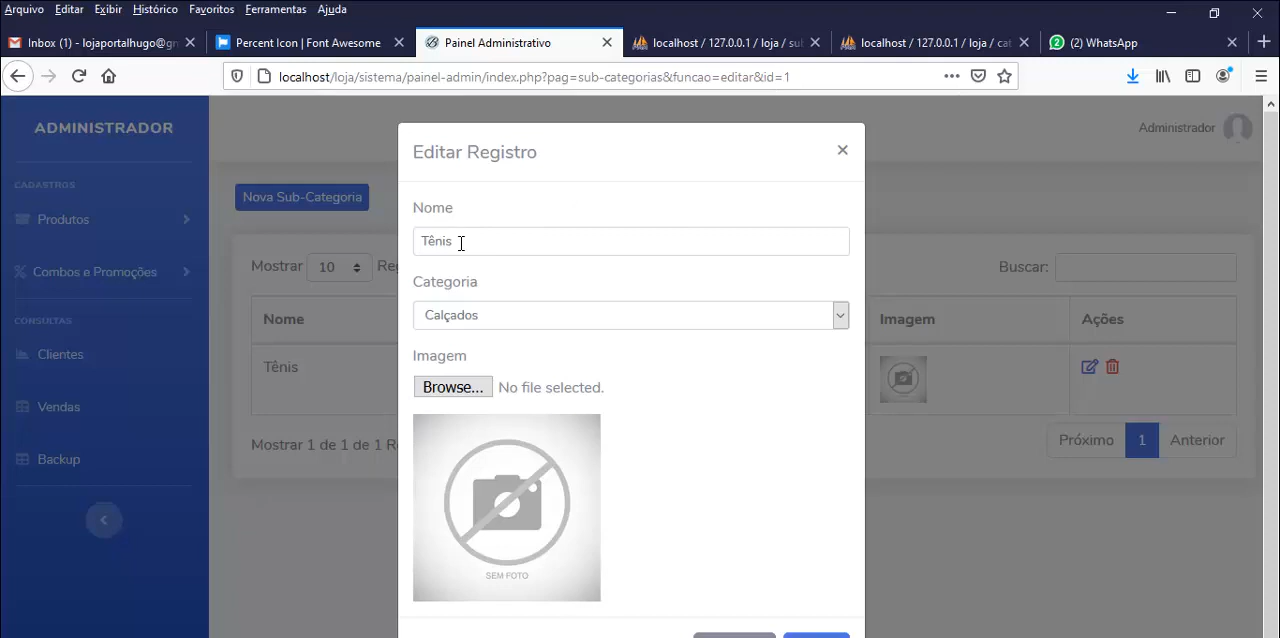 Arquivo Editar Exibir Histórico Favoritos Ferramentas Ajuda
Inbox (1) - lojaportalhugo@gm
Percent Icon | Font Awesome
Painel Administrativo
localhost / 127.0.0.1 / loja / sub
localhost / 127.0.0.1 / loja / cat
(2) WhatsApp
localhost/loja/sistema/painel-admin/index.php?pag=sub-categorias&funcao=editar&id=1
ADMINISTRADOR
Administrador
CADASTROS
Produtos
Combos e Promoções
CONSULTAS
Clientes
Vendas
Backup
Nova Sub-Categoria
Mostrar 10 Reg
Buscar:
Nome Imagem Ações
Tênis
Mostrar 1 de 1 de 1 R
Próximo 1 Anterior
Editar Registro
Nome
Tênis
Categoria
Calçados
Imagem
Browse... No file selected.
SEM FOTO